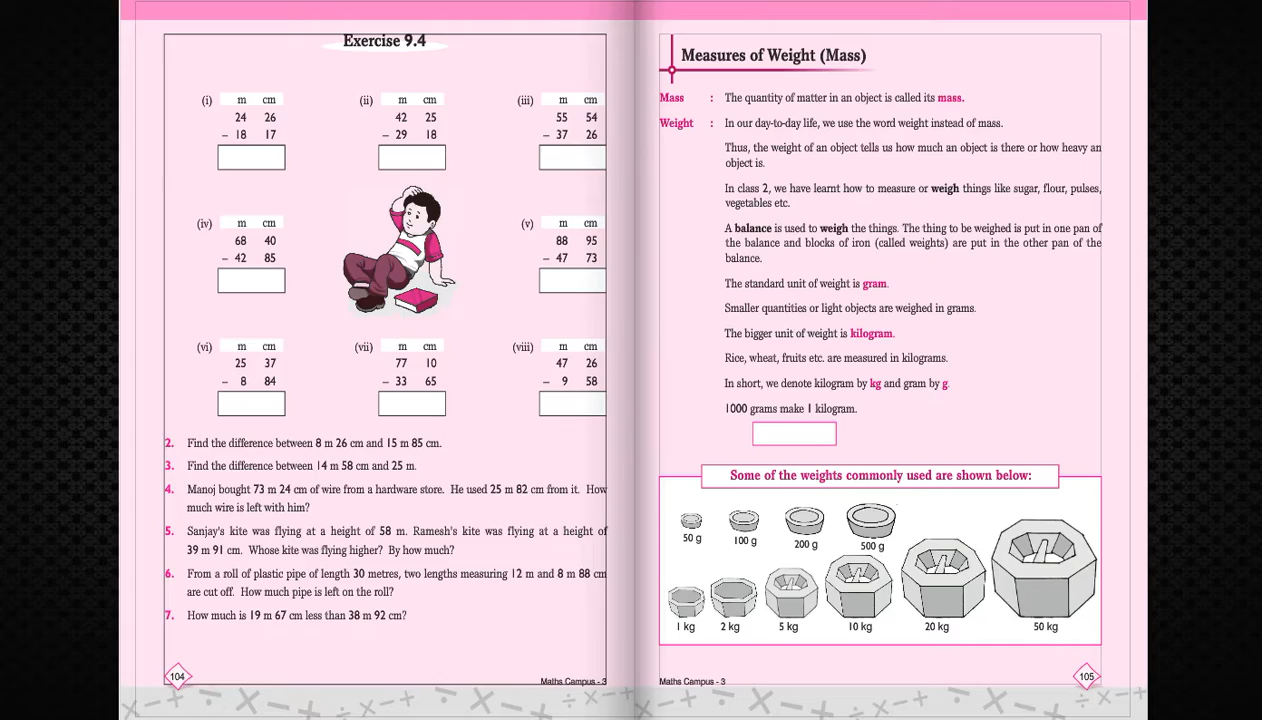 Exercise 9.4
(i) m cm
24 26
– 18 17
(ii) m cm
42 25
– 29 18
(iii) m cm
55 54
– 37 26
(iv) m cm
68 40
– 42 85
(v) m cm
88 95
– 47 73
(vi) m cm
25 37
– 8 84
(vii) m cm
77 10
– 33 65
(viii) m cm
47 26
– 9 58
2. Find the difference between 8 m 26 cm and 15 m 85 cm.
3. Find the difference between 14 m 58 cm and 25 m.
4. Manoj bought 73 m 24 cm of wire from a hardware store. He used 25 m 82 cm from it. How
much wire is left with him?
5. Sanjay's kite was flying at a height of 58 m. Ramesh's kite was flying at a height of
39 m 91 cm. Whose kite was flying higher? By how much?
6. From a roll of plastic pipe of length 30 metres, two lengths measuring 12 m and 8 m 88 cm
are cut off. How much pipe is left on the roll?
7. How much is 19 m 67 cm less than 38 m 92 cm?
104
Maths Campus - 3
Measures of Weight (Mass)
Mass : The quantity of matter in an object is called its mass.
Weight : In our day-to-day life, we use the word weight instead of mass.
Thus, the weight of an object tells us how much an object is there or how heavy an
object is.
In class 2, we have learnt how to measure or weigh things like sugar, flour, pulses,
vegetables etc.
A balance is used to weigh the things. The thing to be weighed is put in one pan of
the balance and blocks of iron (called weights) are put in the other pan of the
balance.
The standard unit of weight is gram.
Smaller quantities or light objects are weighed in grams.
The bigger unit of weight is kilogram.
Rice, wheat, fruits etc. are measured in kilograms.
In short, we denote kilogram by kg and gram by g.
1000 grams make 1 kilogram.
Some of the weights commonly used are shown below:
50 g 100 g 200 g 500 g
1 kg 2 kg 5 kg 10 kg 20 kg 50 kg
Maths Campus - 3
105